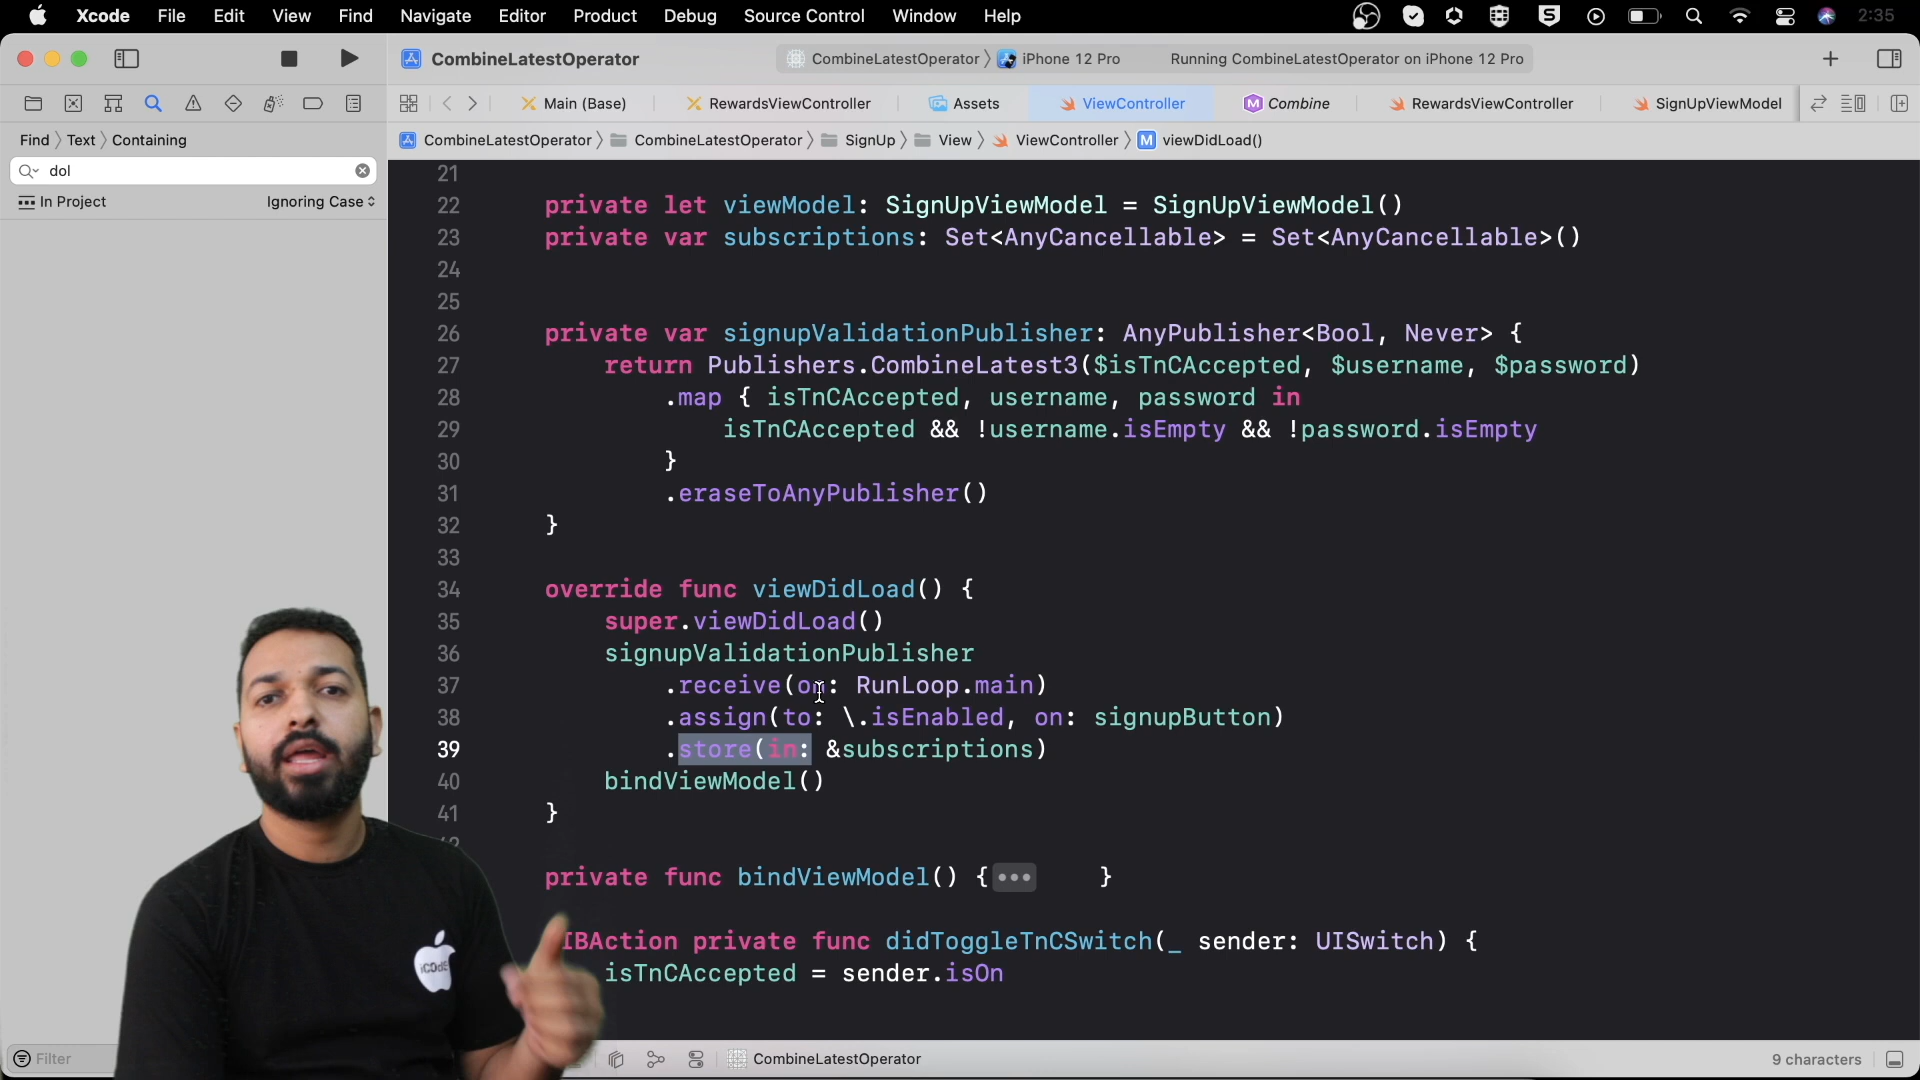 Xcode File Edit View Find Navigate Editor Product Debug Source Control Window Help 2:35
CombineLatestOperator CombineLatestOperator iPhone 12 Pro Running CombineLatestOperator on iPhone 12 Pro
Main (Base) RewardsViewController Assets ViewController Combine RewardsViewController SignUpViewModel
Find Text Containing
CombineLatestOperator CombineLatestOperator SignUp View ViewController M viewDidLoad()
dol
In Project Ignoring Case
21
22 private let viewModel: SignUpViewModel = SignUpViewModel()
23 private var subscriptions: Set<AnyCancellable> = Set<AnyCancellable>()
24
25
26 private var signupValidationPublisher: AnyPublisher<Bool, Never> {
27 return Publishers.CombineLatest3($isTnCAccepted, $username, $password)
28 .map { isTnCAccepted, username, password in
29 isTnCAccepted && !username.isEmpty && !password.isEmpty
30 }
31 .eraseToAnyPublisher()
32 }
33
34 override func viewDidLoad() {
35 super.viewDidLoad()
36 signupValidationPublisher
37 .receive(on: RunLoop.main)
38 .assign(to: \.isEnabled, on: signupButton)
39 .store(in: &subscriptions)
40 bindViewModel()
41 }
42
private func bindViewModel() {••• }
IBAction private func didToggleTnCSwitch(_ sender: UISwitch) {
isTnCAccepted = sender.isOn
iCode
Filter CombineLatestOperator 9 characters